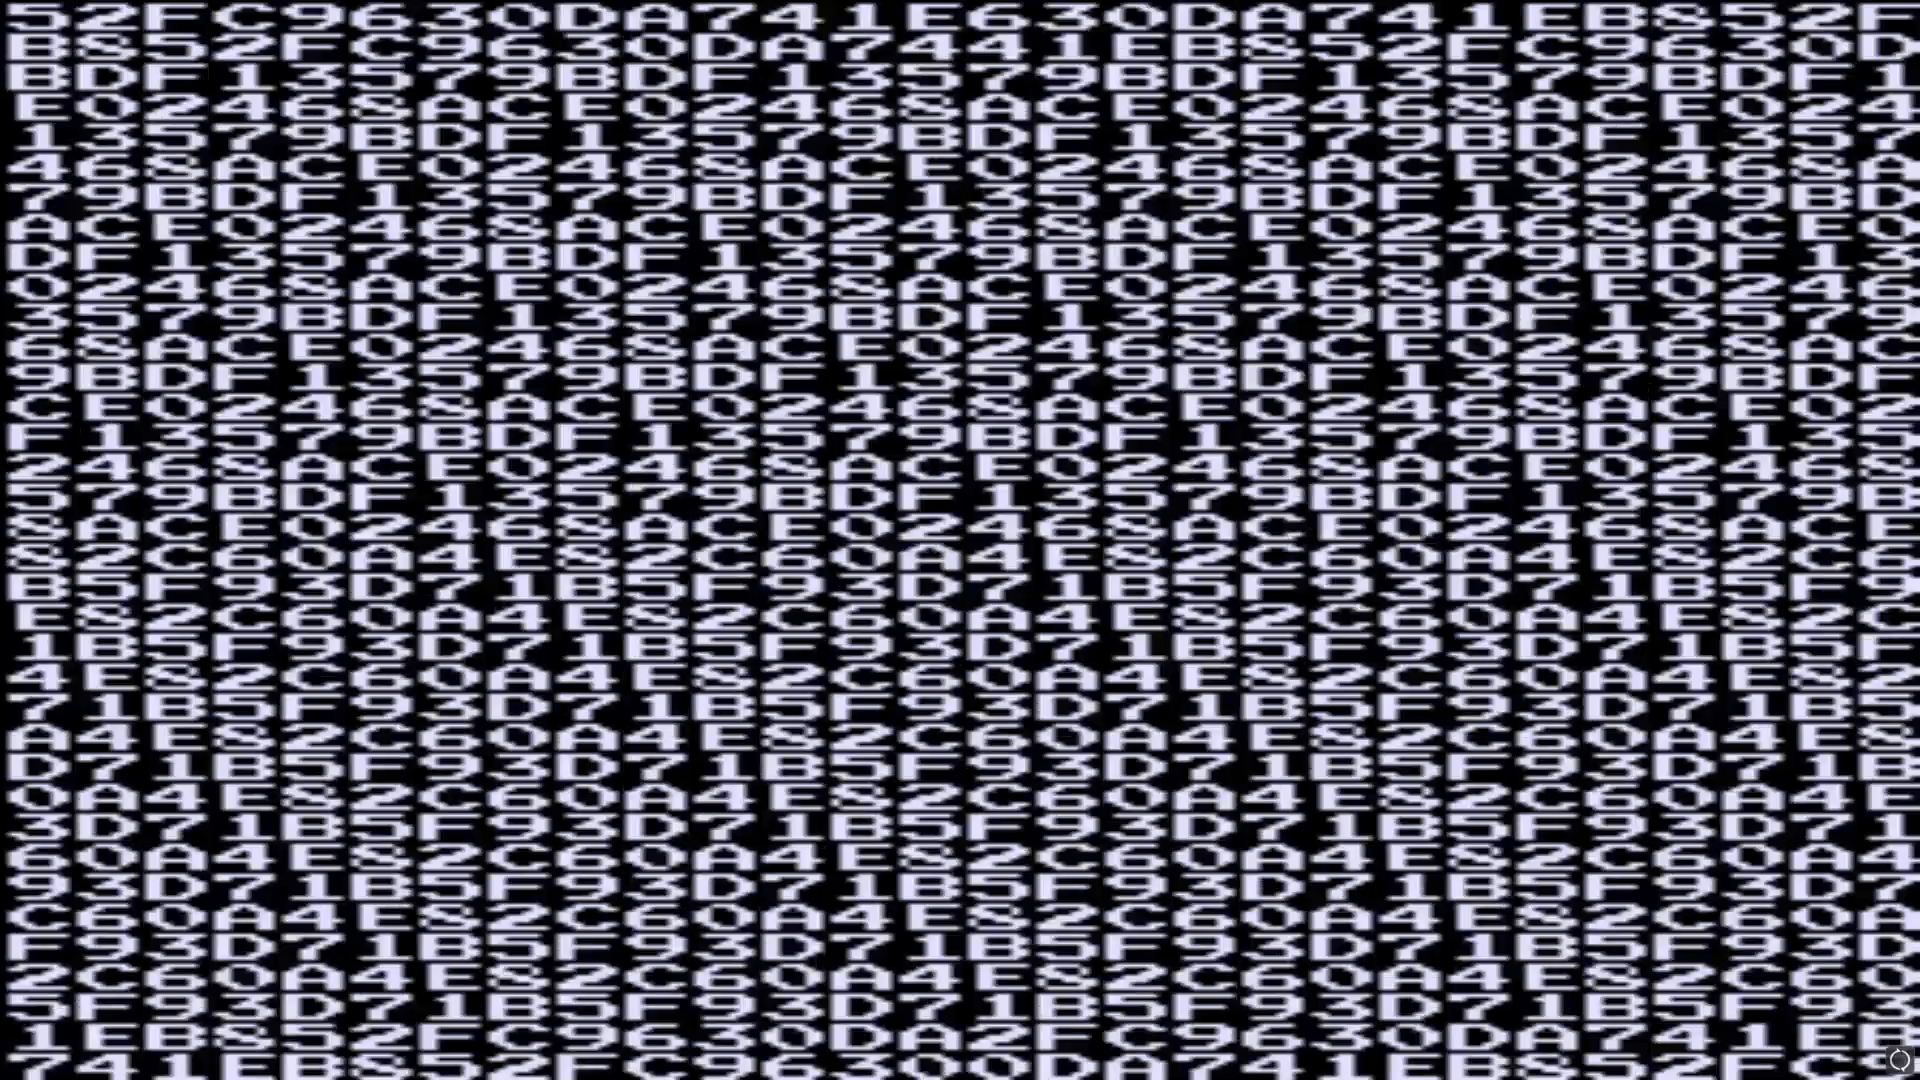 52FC9630DA741E630DA741EB852F
B852FC9630DA7441EB852FC9630D
BDF13579BDF13579BDF13579BDF1
E02468ACE02468ACE02468ACE024
13579BDF13579BDF13579BDF1357
468ACE02468ACE02468ACE02468A
79BDF13579BDF13579BDF13579BD
ACE02468ACE02468ACE02468ACE0
DF13579BDF13579BDF13579BDF13
02468ACE02468ACE02468ACE0246
3579BDF13579BDF13579BDF13579
68ACE02468ACE02468ACE02468AC
9BDF13579BDF13579BDF13579BDF
CE02468ACE02468ACE02468ACE02
F13579BDF13579BDF13579BDF135
2468ACE02468ACE02468ACE02468
579BDF13579BDF13579BDF13579B
8ACE02468ACE02468ACE02468ACE
82C60A4E82C60A4E82C60A4E82C6
B5F93D71B5F93D71B5F93D71B5F9
E82C60A4E82C60A4E82C60A4E82C
1B5F93D71B5F93D71B5F93D71B5F
4E82C60A4E82C60A4E82C60A4E82
71B5F93D71B5F93D71B5F93D71B5
A4E82C60A4E82C60A4E82C60A4E8
D71B5F93D71B5F93D71B5F93D71B
0A4E82C60A4E82C60A4E82C60A4E
3D71B5F93D71B5F93D71B5F93D71
60A4E82C60A4E82C60A4E82C60A4
93D71B5F93D71B5F93D71B5F93D7
C60A4E82C60A4E82C60A4E82C60A
F93D71B5F93D71B5F93D71B5F93D
2C60A4E82C60A4E82C60A4E82C60
5F93D71B5F93D71B5F93D71B5F93
1EB852FC9630DA2FC9630DA741EB
741EB852FC96300DA741EB852FC9